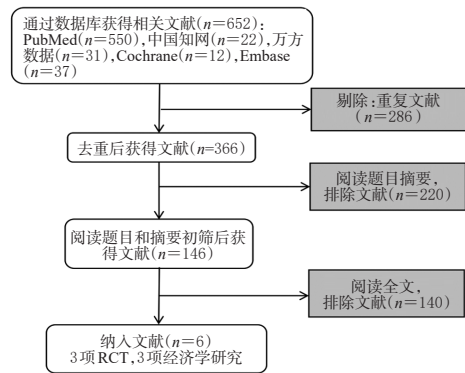 通过数据库获得相关文献(n=652)：
PubMed(n=550),中国知网(n=22),万方
数据(n=31),Cochrane(n=12),Embase
(n=37)
剔除:重复文献
(n=286)
去重后获得文献(n=366)
阅读题目摘要,
排除文献(n=220)
阅读题目和摘要初筛后获
得文献(n=146)
阅读全文,
排除文献(n=140)
纳入文献(n=6)
3项RCT,3项经济学研究